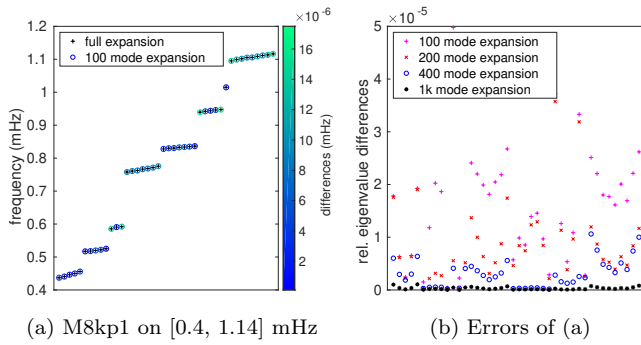 ×10^-6
1.2
1.1
1
0.9
0.8
0.7
0.6
0.5
0.4
frequency (mHz)
full expansion
100 mode expansion
16
14
12
10
8
6
4
2
differences (mHz)
(a) M8kp1 on [0.4, 1.14] mHz
×10^-5
5
4
3
2
1
0
rel. eigenvalue differences
100 mode expansion
200 mode expansion
400 mode expansion
1k mode expansion
(b) Errors of (a)